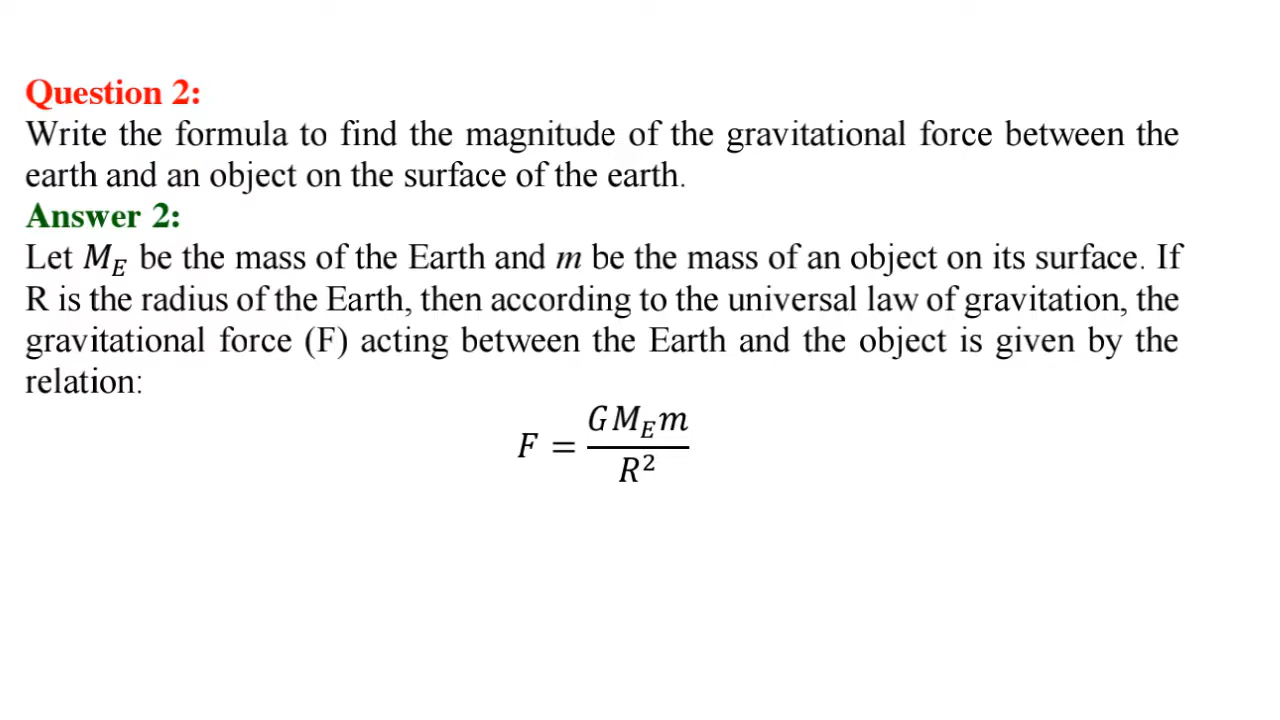 Question 2:
Write the formula to find the magnitude of the gravitational force between the
earth and an object on the surface of the earth.
Answer 2:
Let M_E be the mass of the Earth and m be the mass of an object on its surface. If
R is the radius of the Earth, then according to the universal law of gravitation, the
gravitational force (F) acting between the Earth and the object is given by the
relation:
F = GM_Em / R²